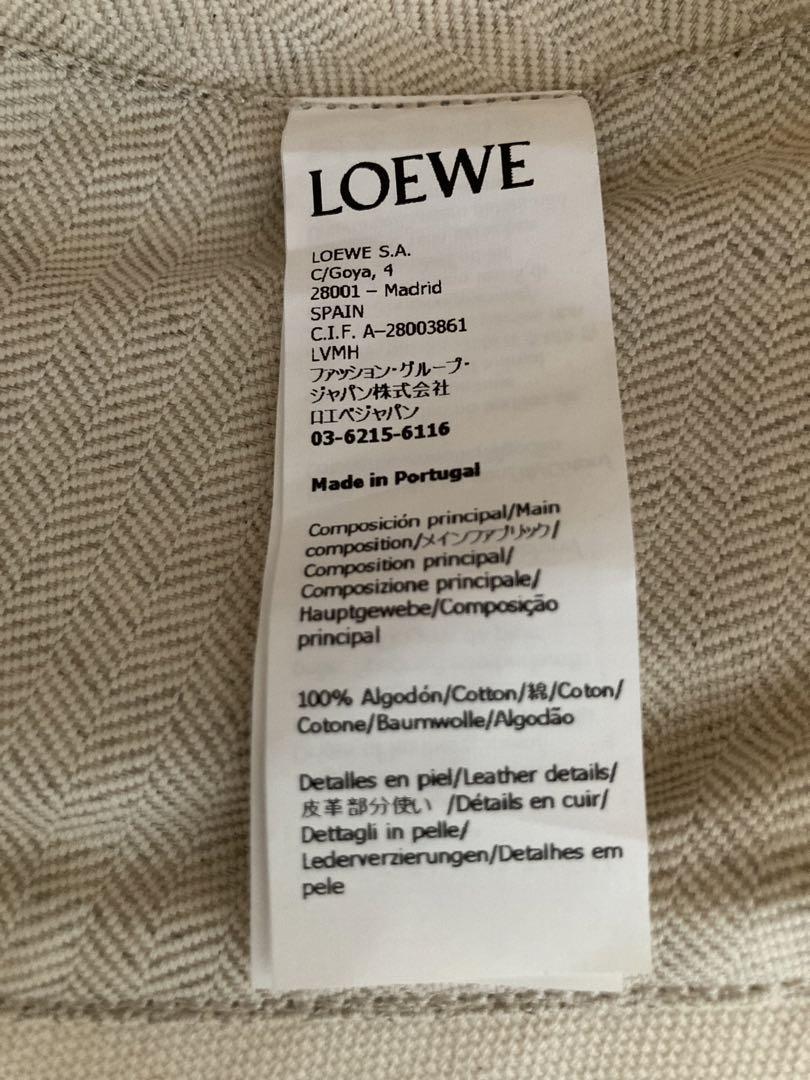 LOEWE
LOEWE S.A.
C/Goya, 4
28001 – Madrid
SPAIN
C.I.F. A–28003861
LVMH
ファッション・グループ・
ジャパン株式会社
ロエベジャパン
03-6215-6116
Made in Portugal
Composición principal/Main
composition/メインファブリック/
Composition principal/
Composizione principale/
Hauptgewebe/Composição
principal
100% Algodón/Cotton/綿/Coton/
Cotone/Baumwolle/Algodão
Detalles en piel/Leather details/
皮革部分使い /Détails en cuir/
Dettagli in pelle/
Lederverzierungen/Detalhes em
pele